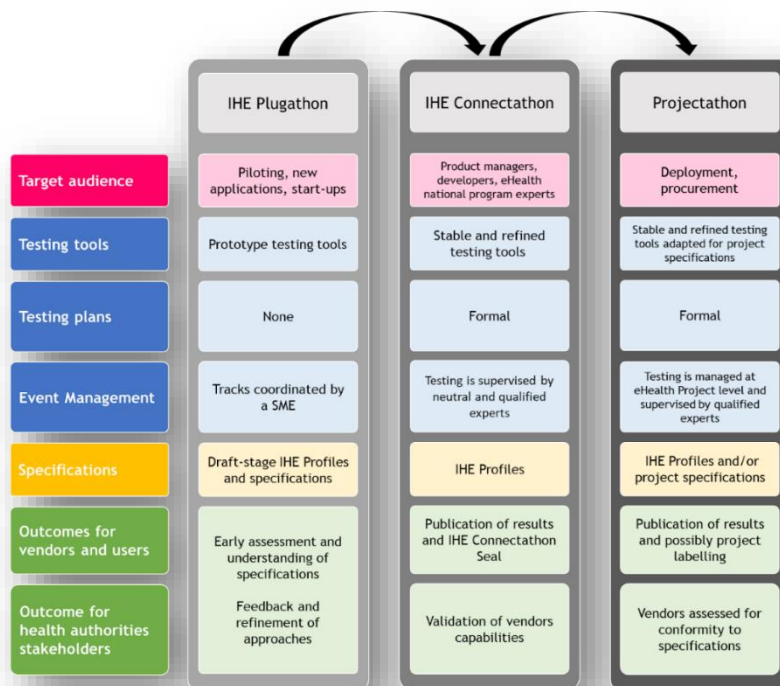 IHE Plugathon
IHE Connectathon
Projectathon
Target audience
Piloting, new
applications, start-ups
Product managers,
developers, eHealth
national program experts
Deployment,
procurement
Testing tools
Prototype testing tools
Stable and refined
testing tools
Stable and refined testing
tools adapted for project
specifications
Testing plans
None
Formal
Formal
Event Management
Tracks coordinated by
a SME
Testing is supervised by
neutral and qualified
experts
Testing is managed at
eHealth Project level and
supervised by qualified
experts
Specifications
Draft-stage IHE Profiles
and specifications
IHE Profiles
IHE Profiles and/or
project specifications
Outcomes for
vendors and users
Early assessment and
understanding of
specifications
Feedback and
refinement of
approaches
Publication of results
and IHE Connectathon
Seal
Publication of results
and possibly project
labelling
Outcome for
health authorities
stakeholders
Validation of vendors
capabilities
Vendors assessed for
conformity to
specifications